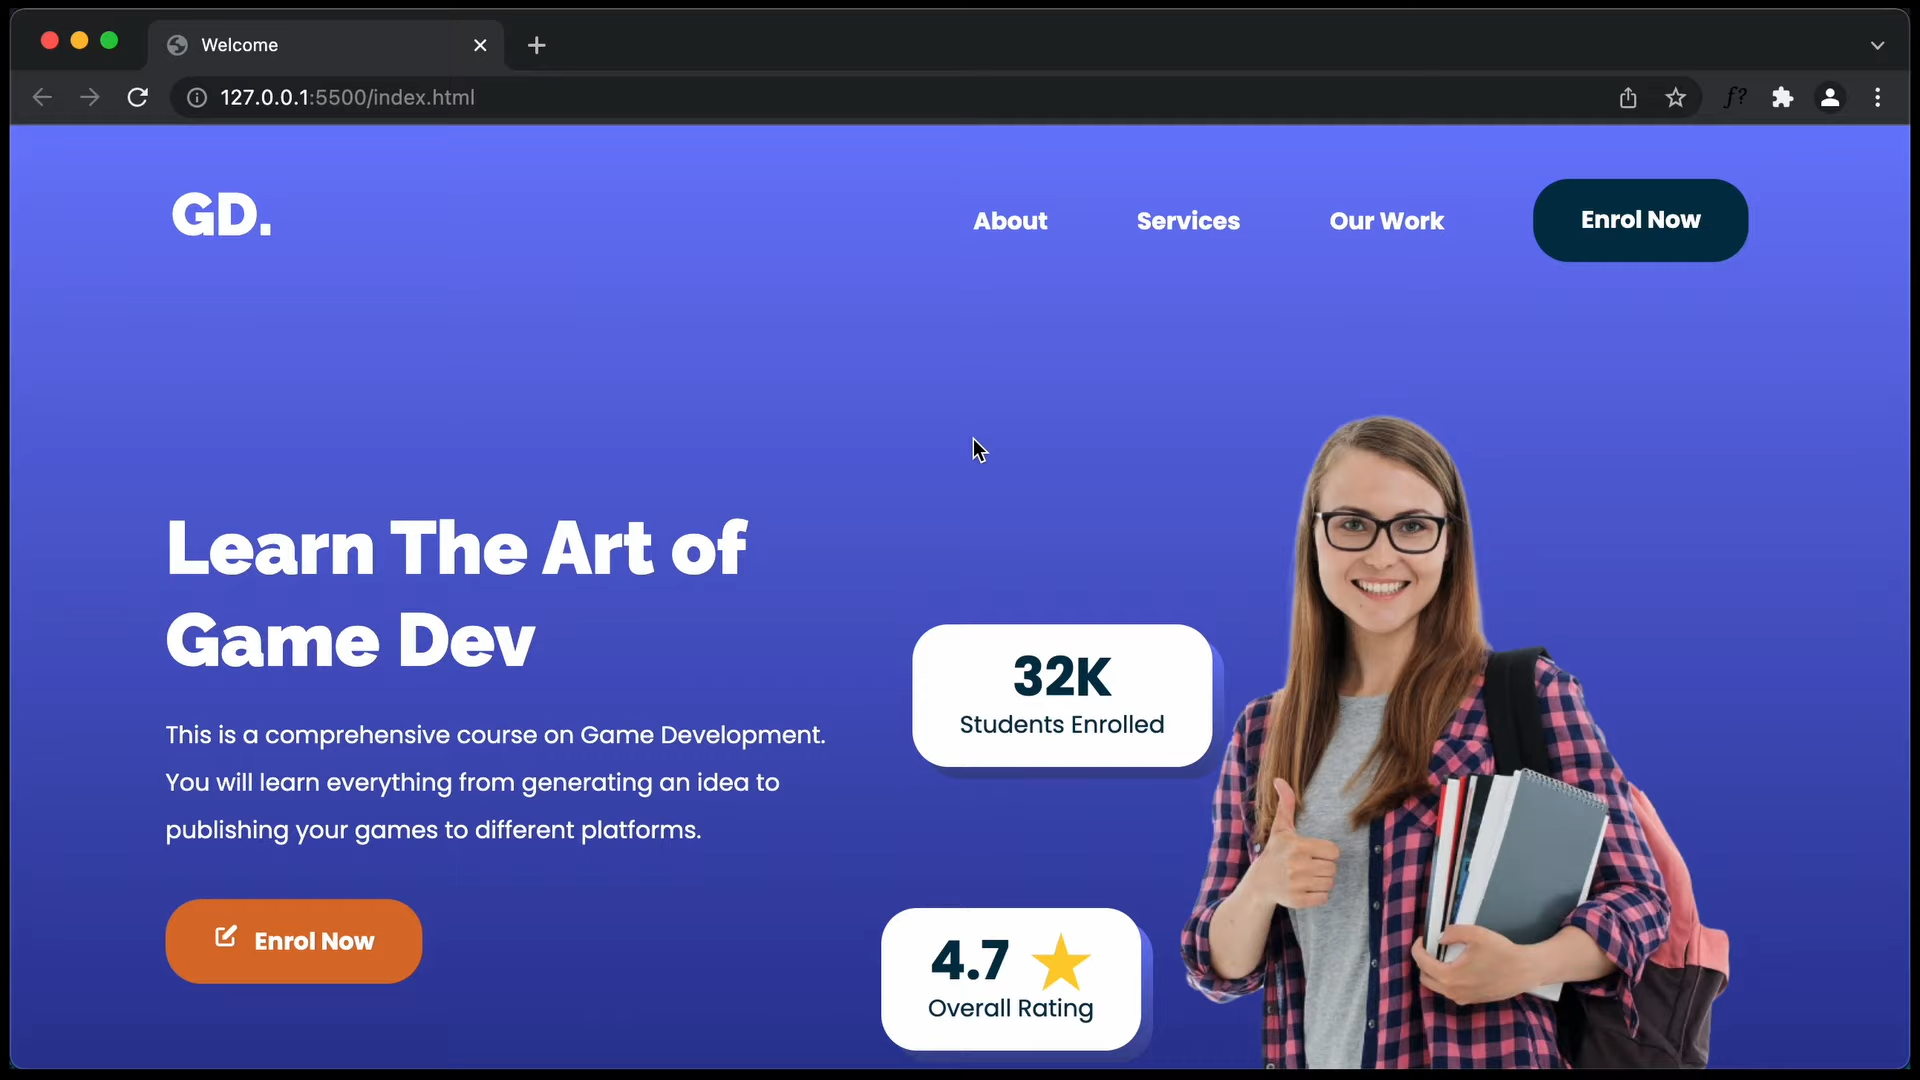 Welcome
127.0.0.1:5500/index.html
f?
GD.
About
Services
Our Work
Enrol Now
Learn The Art of
Game Dev
This is a comprehensive course on Game Development.
You will learn everything from generating an idea to
publishing your games to different platforms.
Enrol Now
32K
Students Enrolled
4.7
Overall Rating